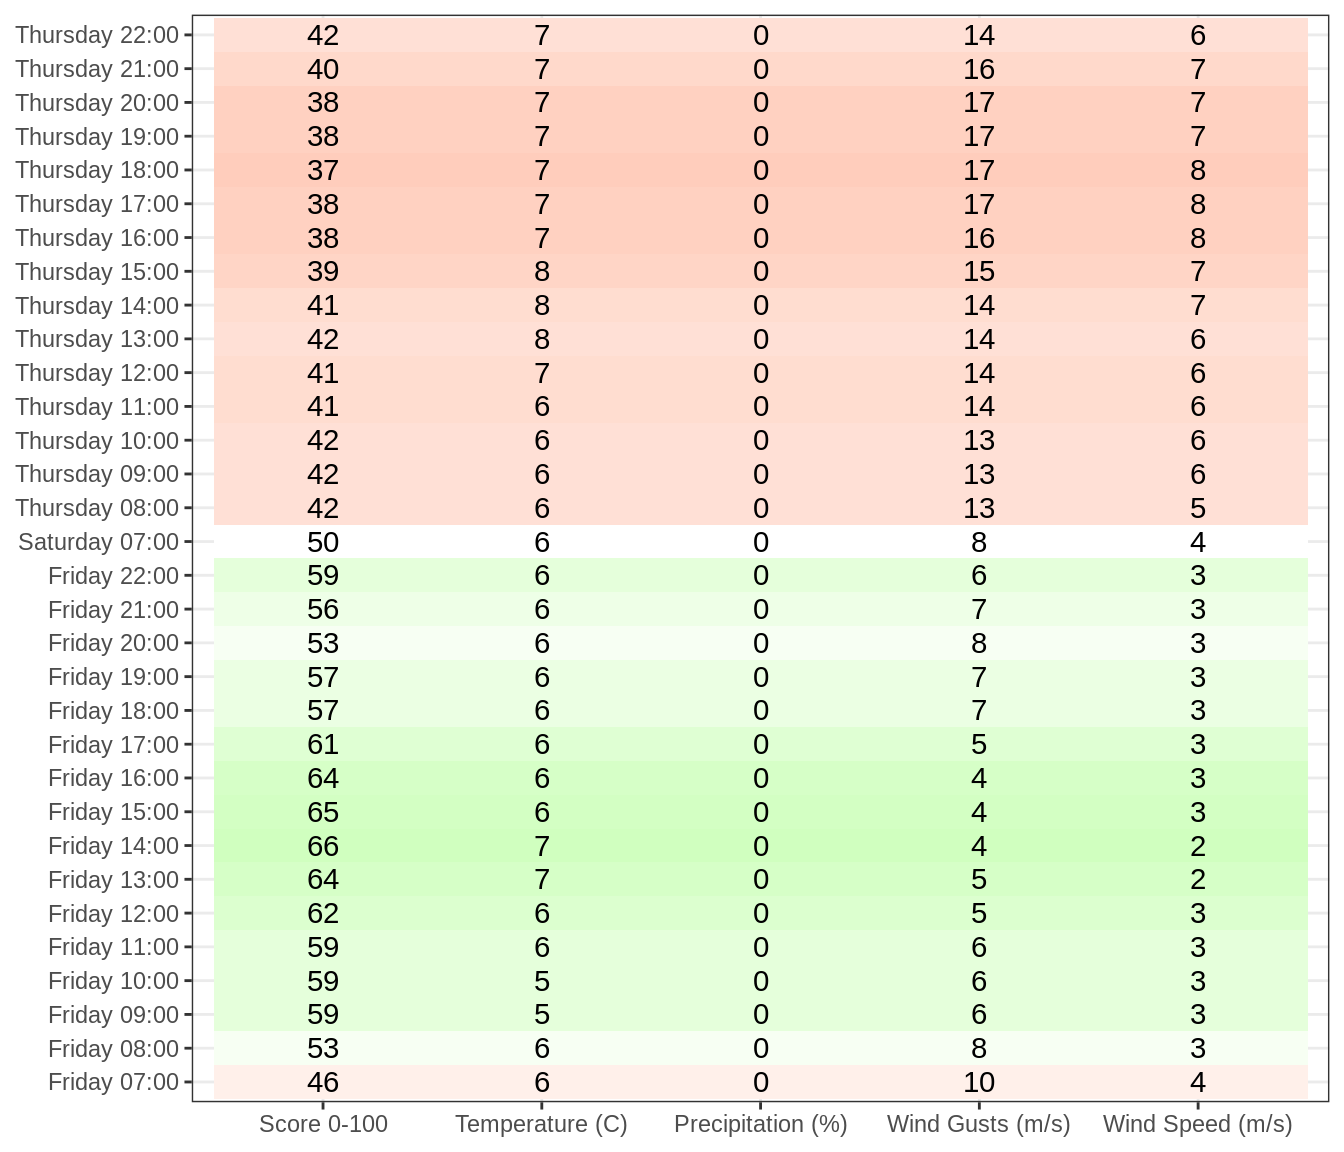 Thursday 22:00 42 7 0 14 6
Thursday 21:00 40 7 0 16 7
Thursday 20:00 38 7 0 17 7
Thursday 19:00 38 7 0 17 7
Thursday 18:00 37 7 0 17 8
Thursday 17:00 38 7 0 17 8
Thursday 16:00 38 7 0 16 8
Thursday 15:00 39 8 0 15 7
Thursday 14:00 41 8 0 14 7
Thursday 13:00 42 8 0 14 6
Thursday 12:00 41 7 0 14 6
Thursday 11:00 41 6 0 14 6
Thursday 10:00 42 6 0 13 6
Thursday 09:00 42 6 0 13 6
Thursday 08:00 42 6 0 13 5
Saturday 07:00 50 6 0 8 4
Friday 22:00 59 6 0 6 3
Friday 21:00 56 6 0 7 3
Friday 20:00 53 6 0 8 3
Friday 19:00 57 6 0 7 3
Friday 18:00 57 6 0 7 3
Friday 17:00 61 6 0 5 3
Friday 16:00 64 6 0 4 3
Friday 15:00 65 6 0 4 3
Friday 14:00 66 7 0 4 2
Friday 13:00 64 7 0 5 2
Friday 12:00 62 6 0 5 3
Friday 11:00 59 6 0 6 3
Friday 10:00 59 5 0 6 3
Friday 09:00 59 5 0 6 3
Friday 08:00 53 6 0 8 3
Friday 07:00 46 6 0 10 4
Score 0-100 Temperature (C) Precipitation (%) Wind Gusts (m/s) Wind Speed (m/s)